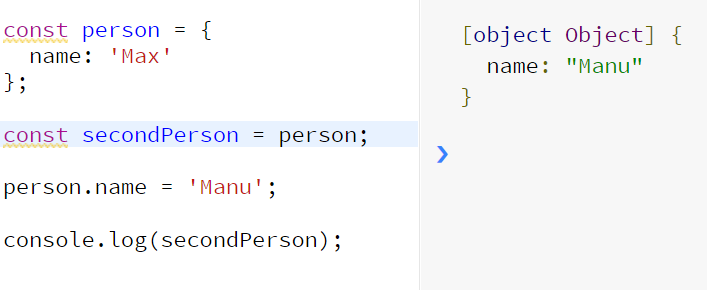 const person = {
  name: 'Max'
};
const secondPerson = person;
person.name = 'Manu';
console.log(secondPerson);
[object Object] {
  name: "Manu"
}
❯